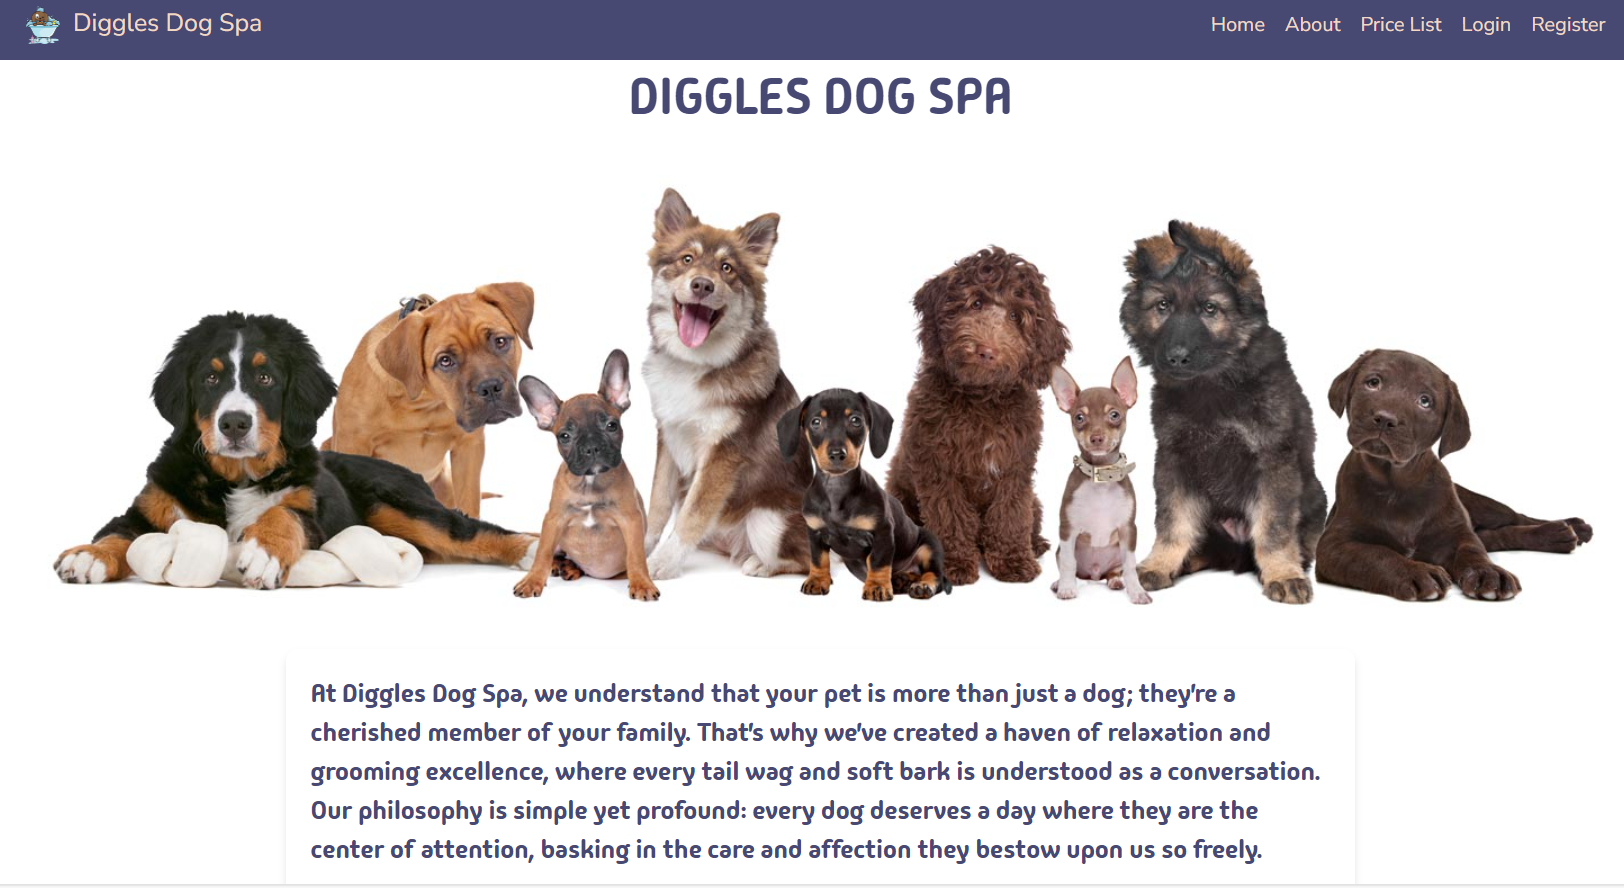 Diggles Dog Spa
Home About Price List Login Register
DIGGLES DOG SPA
At Diggles Dog Spa, we understand that your pet is more than just a dog; they're a
cherished member of your family. That's why we've created a haven of relaxation and
grooming excellence, where every tail wag and soft bark is understood as a conversation.
Our philosophy is simple yet profound: every dog deserves a day where they are the
center of attention, basking in the care and affection they bestow upon us so freely.